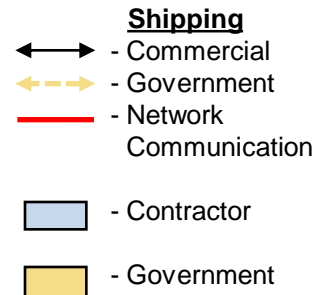 Shipping
- Commercial
- Government
- Network
Communication
- Contractor
- Government